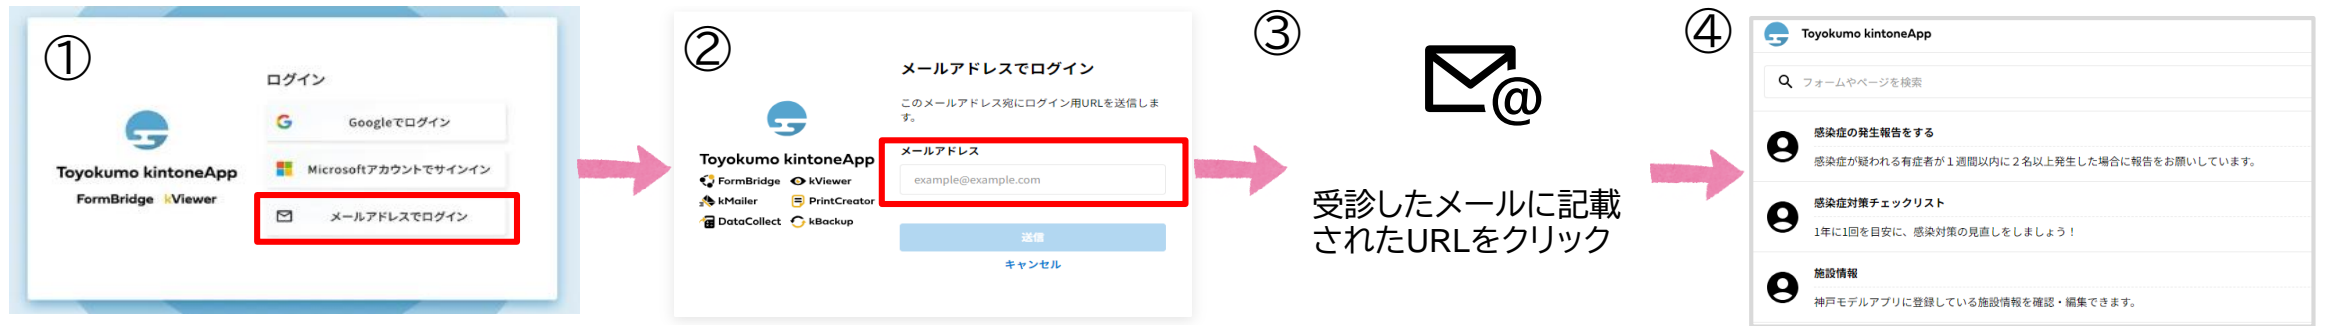 ①
ログイン
Googleでログイン
Microsoftアカウントでサインイン
メールアドレスでログイン
Toyokumo kintoneApp
FormBridge kViewer
②
メールアドレスでログイン
このメールアドレス宛にログイン用URLを送信しま
す。
メールアドレス
example@example.com
送信
キャンセル
Toyokumo kintoneApp
FormBridge kViewer
kMailer PrintCreator
DataCollect kBackup
③
@
受診したメールに記載
されたURLをクリック
④
Toyokumo kintoneApp
フォームやページを検索
感染症の発生報告をする
感染症が疑われる有症者が１週間以内に２名以上発生した場合に報告をお願いしています。
感染症対策チェックリスト
1年に1回を目安に、感染対策の見直しをしましょう！
施設情報
神戸モデルアプリに登録している施設情報を確認・編集できます。